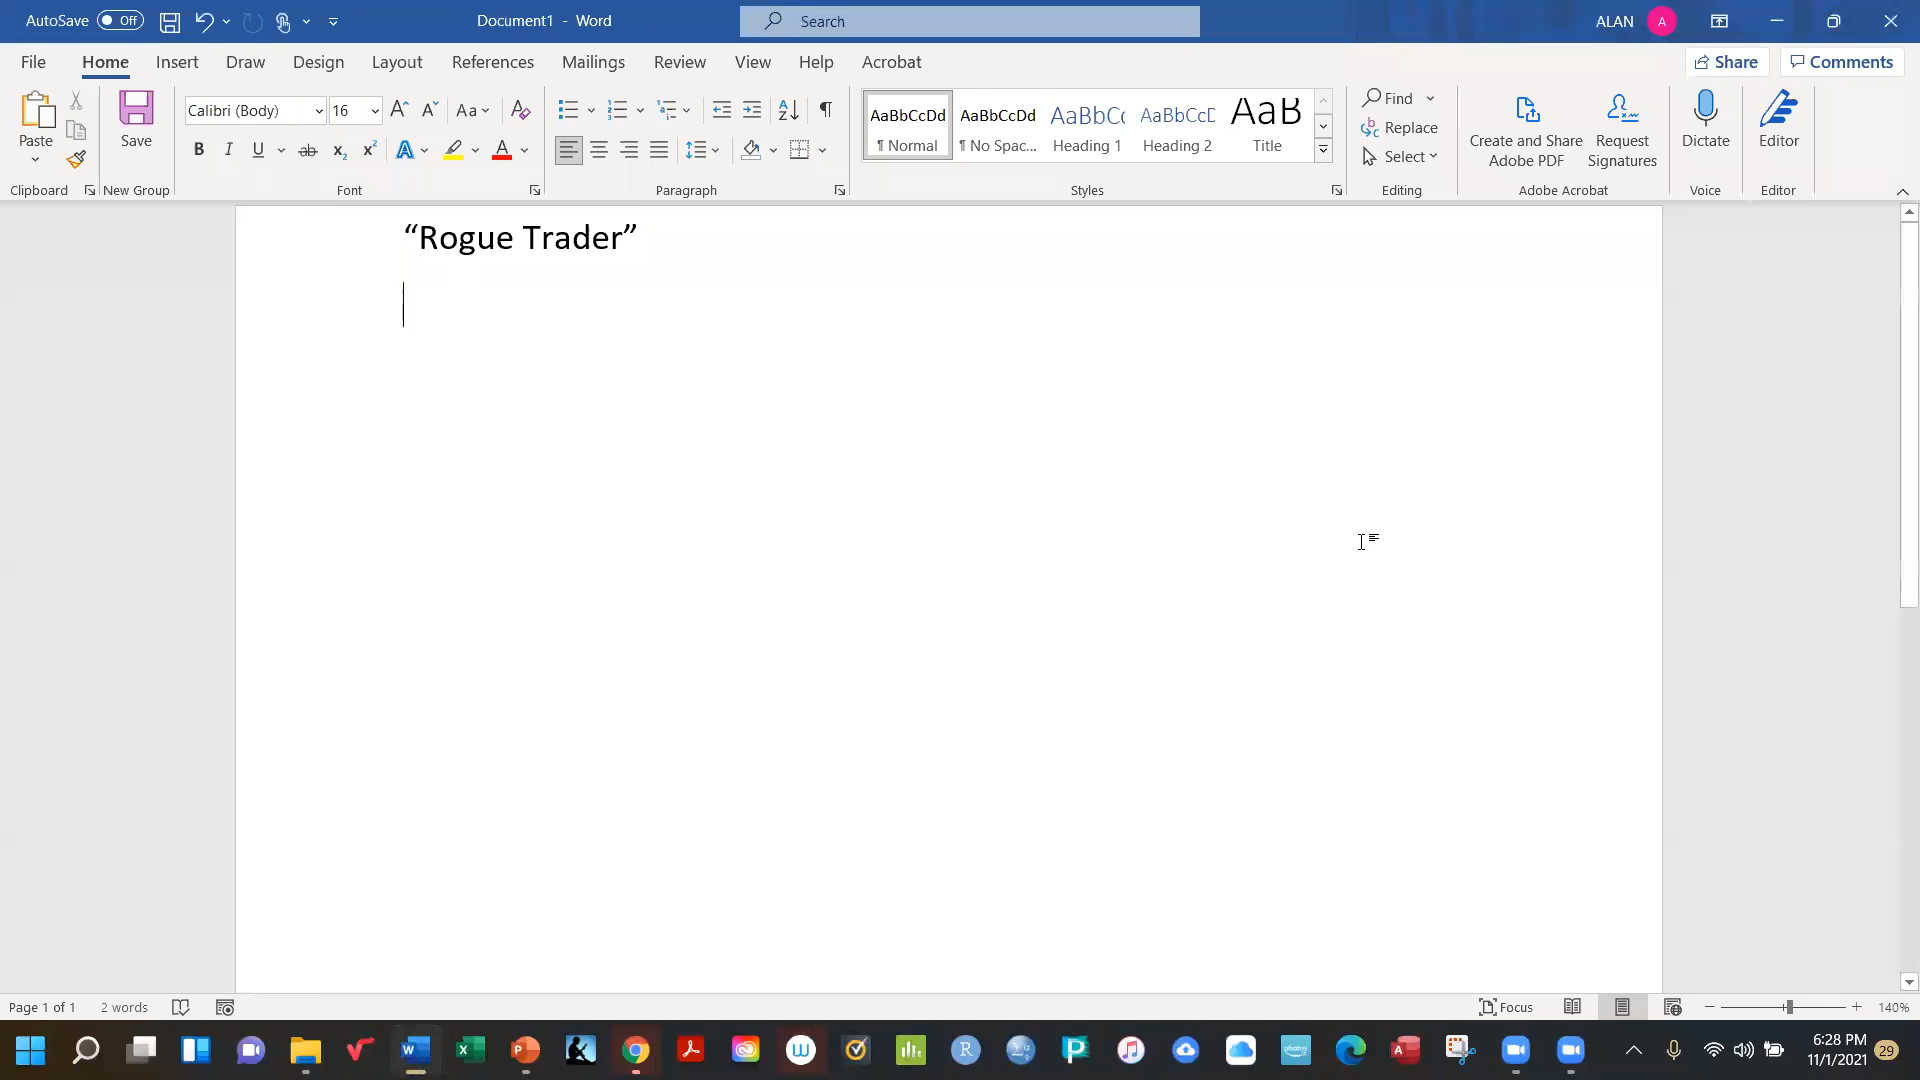 AutoSave Off Document1 - Word Search ALAN A
File Home Insert Draw Design Layout References Mailings Review View Help Acrobat Share Comments
Calibri (Body) 16 Aa
Paste Save
AaBbCcDd AaBbCcDd AaBbCc AaBbCcD AaB
¶ Normal ¶ No Spac... Heading 1 Heading 2 Title
Find
Replace
Select
Create and Share Adobe PDF
Request Signatures
Dictate Editor
Clipboard New Group Font Paragraph Styles Editing Adobe Acrobat Voice Editor
“Rogue Trader”
Page 1 of 1 2 words Focus 140%
6:28 PM
11/1/2021 29